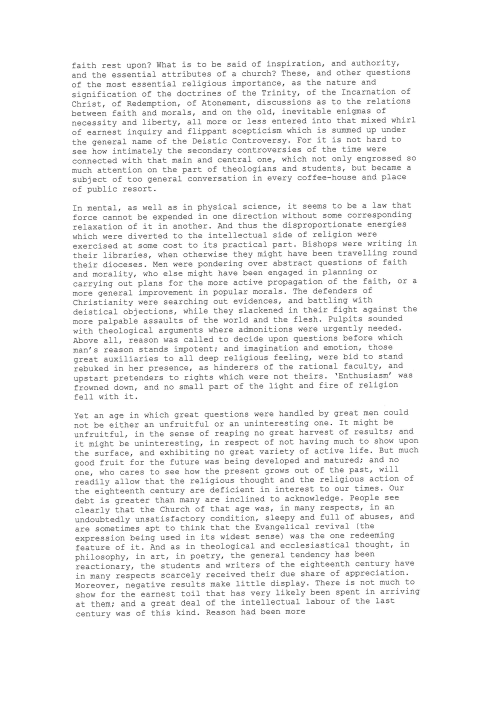 faith rest upon? What is to be said of inspiration, and authority,
and the essential attributes of a church? These, and other questions
of the most essential religious importance, as the nature and
signification of the doctrines of the Trinity, of the Incarnation of
Christ, of Redemption, of Atonement, discussions as to the relations
between faith and morals, and on the old, inevitable enigmas of
necessity and liberty, all more or less entered into that mixed whirl
of earnest inquiry and flippant scepticism which is summed up under
the general name of the Deistic Controversy. For it is not hard to
see how intimately the secondary controversies of the time were
connected with that main and central one, which not only engrossed so
much attention on the part of theologians and students, but became a
subject of too general conversation in every coffee-house and place
of public resort.
In mental, as well as in physical science, it seems to be a law that
force cannot be expended in one direction without some corresponding
relaxation of it in another. And thus the disproportionate energies
which were diverted to the intellectual side of religion were
exercised at some cost to its practical part. Bishops were writing in
their libraries, when otherwise they might have been travelling round
their dioceses. Men were pondering over abstract questions of faith
and morality, who else might have been engaged in planning or
carrying out plans for the more active propagation of the faith, or a
more general improvement in popular morals. The defenders of
Christianity were searching out evidences, and battling with
deistical objections, while they slackened in their fight against the
more palpable assaults of the world and the flesh. Pulpits sounded
with theological arguments where admonitions were urgently needed.
Above all, reason was called to decide upon questions before which
man's reason stands impotent; and imagination and emotion, those
great auxiliaries to all deep religious feeling, were bid to stand
rebuked in her presence, as hinderers of the rational faculty, and
upstart pretenders to rights which were not theirs. 'Enthusiasm' was
frowned down, and no small part of the light and fire of religion
fell with it.
Yet an age in which great questions were handled by great men could
not be either an unfruitful or an uninteresting one. It might be
unfruitful, in the sense of reaping no great harvest of results; and
it might be uninteresting, in respect of not having much to show upon
the surface, and exhibiting no great variety of active life. But much
good fruit for the future was being developed and matured; and no
one, who cares to see how the present grows out of the past, will
readily allow that the religious thought and the religious action of
the eighteenth century are deficient in interest to our times. Our
debt is greater than many are inclined to acknowledge. People see
clearly that the Church of that age was, in many respects, in an
undoubtedly unsatisfactory condition, sleepy and full of abuses, and
are sometimes apt to think that the Evangelical revival (the
expression being used in its widest sense) was the one redeeming
feature of it. And as in theological and ecclesiastical thought, in
philosophy, in art, in poetry, the general tendency has been
reactionary, the students and writers of the eighteenth century have
in many respects scarcely received their due share of appreciation.
Moreover, negative results make little display. There is not much to
show for the earnest toil that has very likely been spent in arriving
at them; and a great deal of the intellectual labour of the last
century was of this kind. Reason had been more